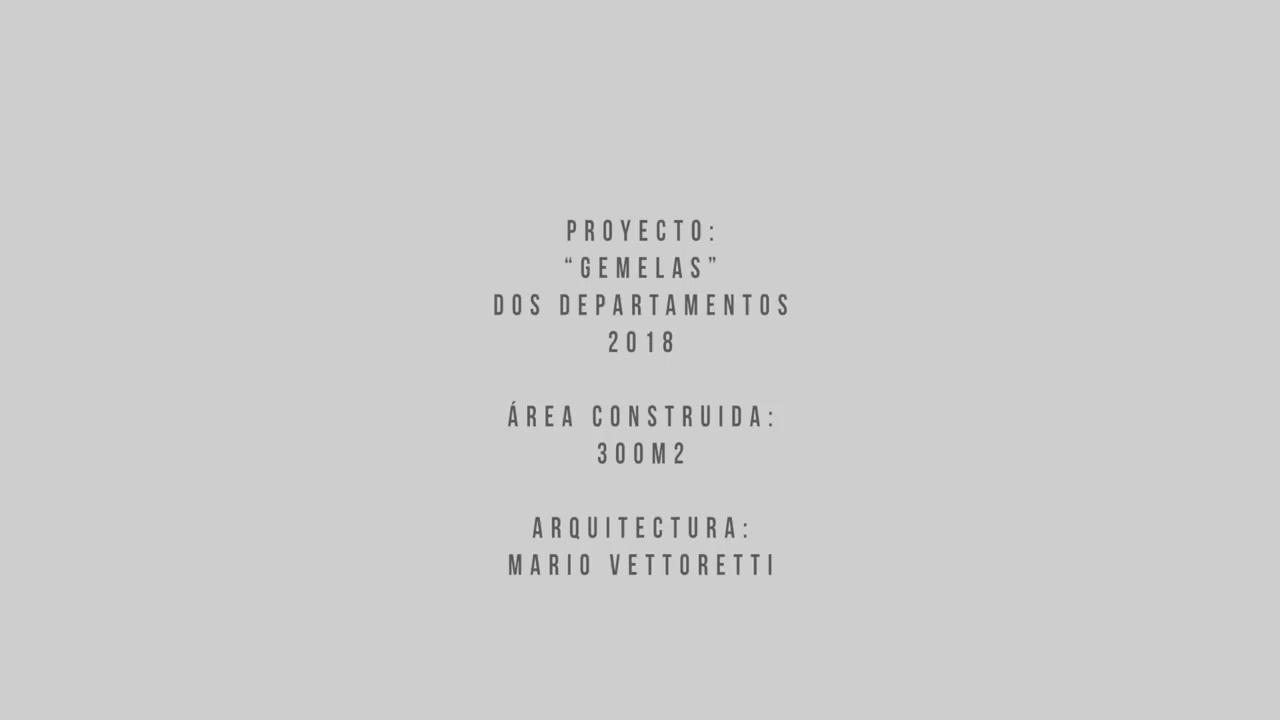 PROYECTO:
“GEMELAS”
DOS DEPARTAMENTOS
2018
ÁREA CONSTRUIDA:
300M2
ARQUITECTURA:
MARIO VETTORETTI